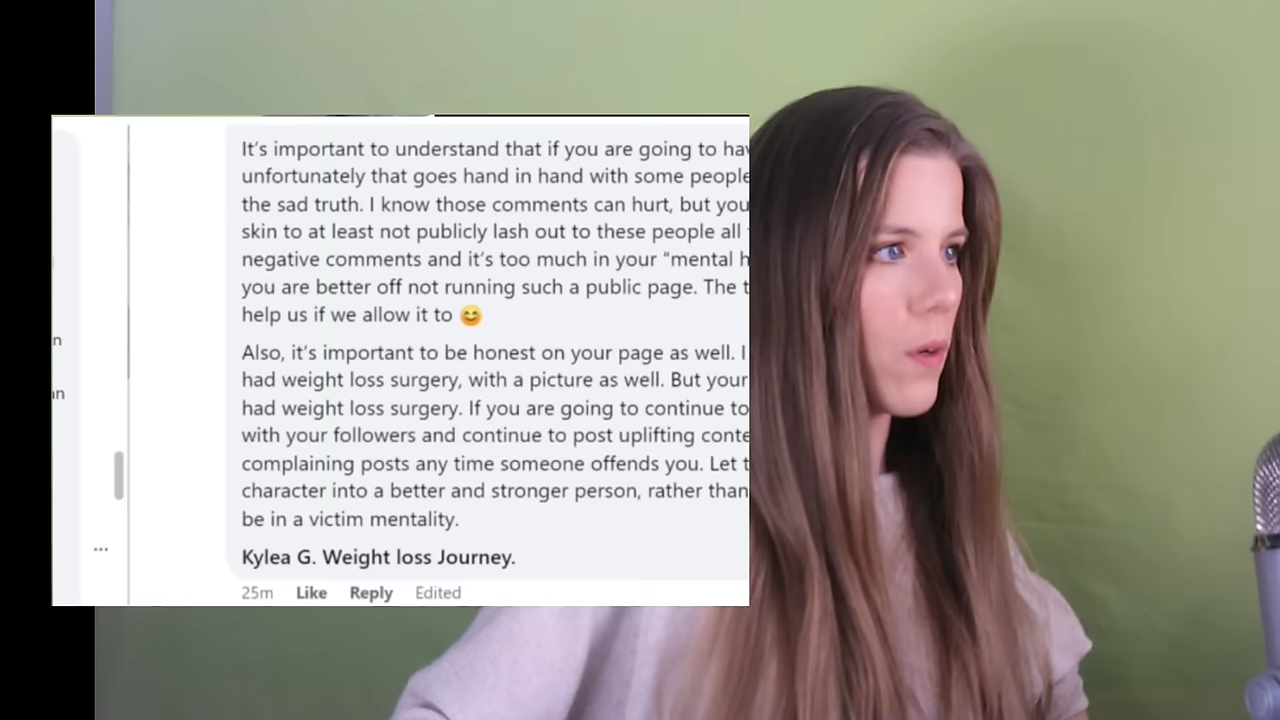 It's important to understand that if you are going to
unfortunately that goes hand in hand with some people
the sad truth. I know those comments can hurt, but you
skin to at least not publicly lash out to these people all
negative comments and it's too much in your “mental
you are better off not running such a public page. The
help us if we allow it to 😊
Also, it's important to be honest on your page as well. I
had weight loss surgery, with a picture as well. But your
had weight loss surgery. If you are going to continue to
with your followers and continue to post uplifting
complaining posts any time someone offends you. Let
character into a better and stronger person, rather than
be in a victim mentality.
Kylea G. Weight loss Journey.
25m Like Reply Edited